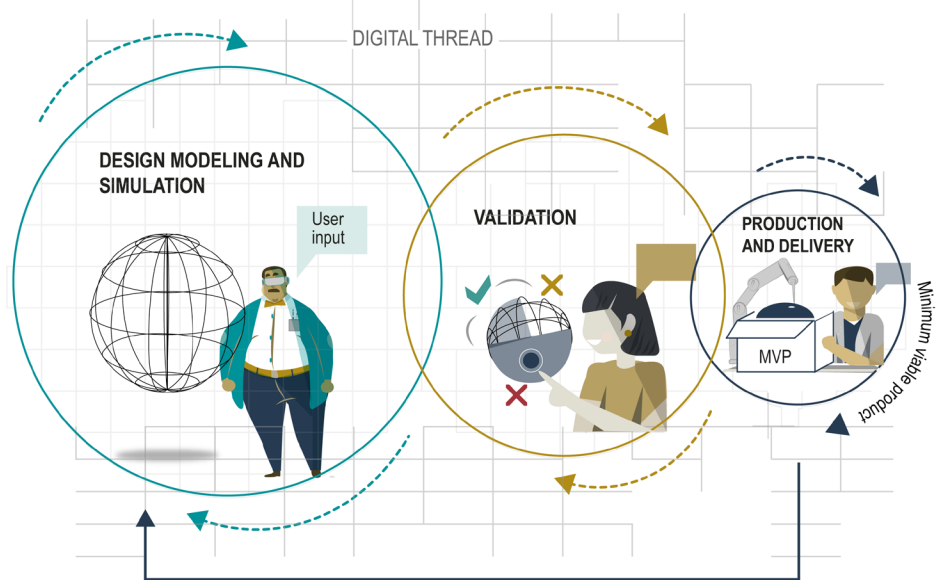 DIGITAL THREAD
DESIGN MODELING AND
SIMULATION
User
input
VALIDATION
PRODUCTION
AND DELIVERY
MVP
Minimum viable product